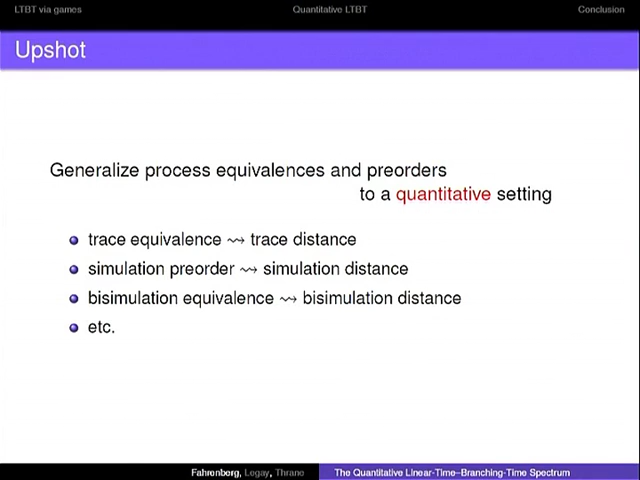 LTBT via games Quantitative LTBT Conclusion
Upshot
Generalize process equivalences and preorders
to a quantitative setting
trace equivalence ⇝ trace distance
simulation preorder ⇝ simulation distance
bisimulation equivalence ⇝ bisimulation distance
etc.
Fahrenberg, Legay, Thrane The Quantitative Linear-Time–Branching-Time Spectrum